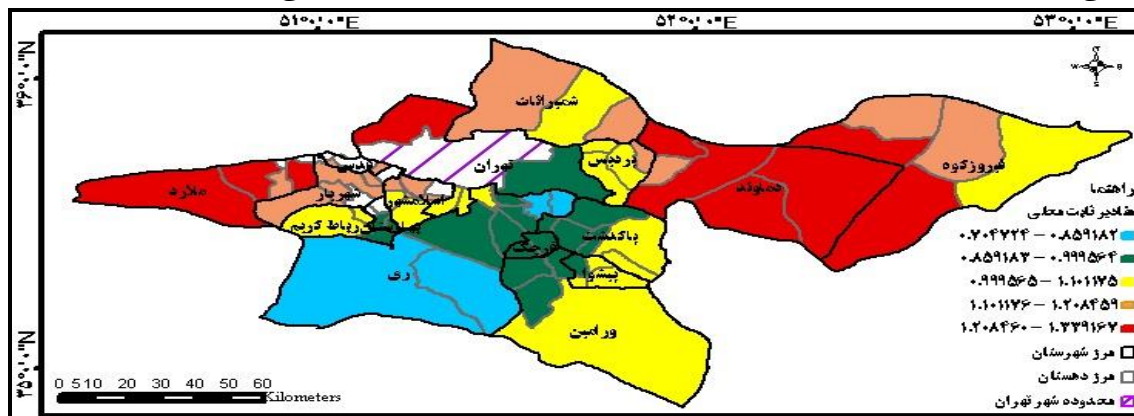 ۵۱°۰'۰"E ۵۲°۰'۰"E ۵۳°۰'۰"E
۳۶°۰'۰"N
۳۵°۰'۰"N
شمیرانات
تهران
پردیس
قدس
دماوند
فیروزکوه
ملارد
شهریار
اسلامشهر
رباط کریم
بهارستان
ری
قرچک
پاکدشت
پیشوا
ورامین
راهنما
مقادیر ثابت محلی
۰.۷۰۴۷۲۴ – ۰.۸۵۹۱۸۲
۰.۸۵۹۱۸۳ – ۰.۹۹۹۵۶۴
۰.۹۹۹۵۶۵ – ۱.۱۰۱۱۷۵
۱.۱۰۱۱۷۶ – ۱.۲۰۸۴۵۹
۱.۲۰۸۴۶۰ – ۱.۳۳۹۱۶۷
مرز شهرستان
مرز دهستان
محدوده شهر تهران
0 5 10 20 30 40 50 60
Kilometers